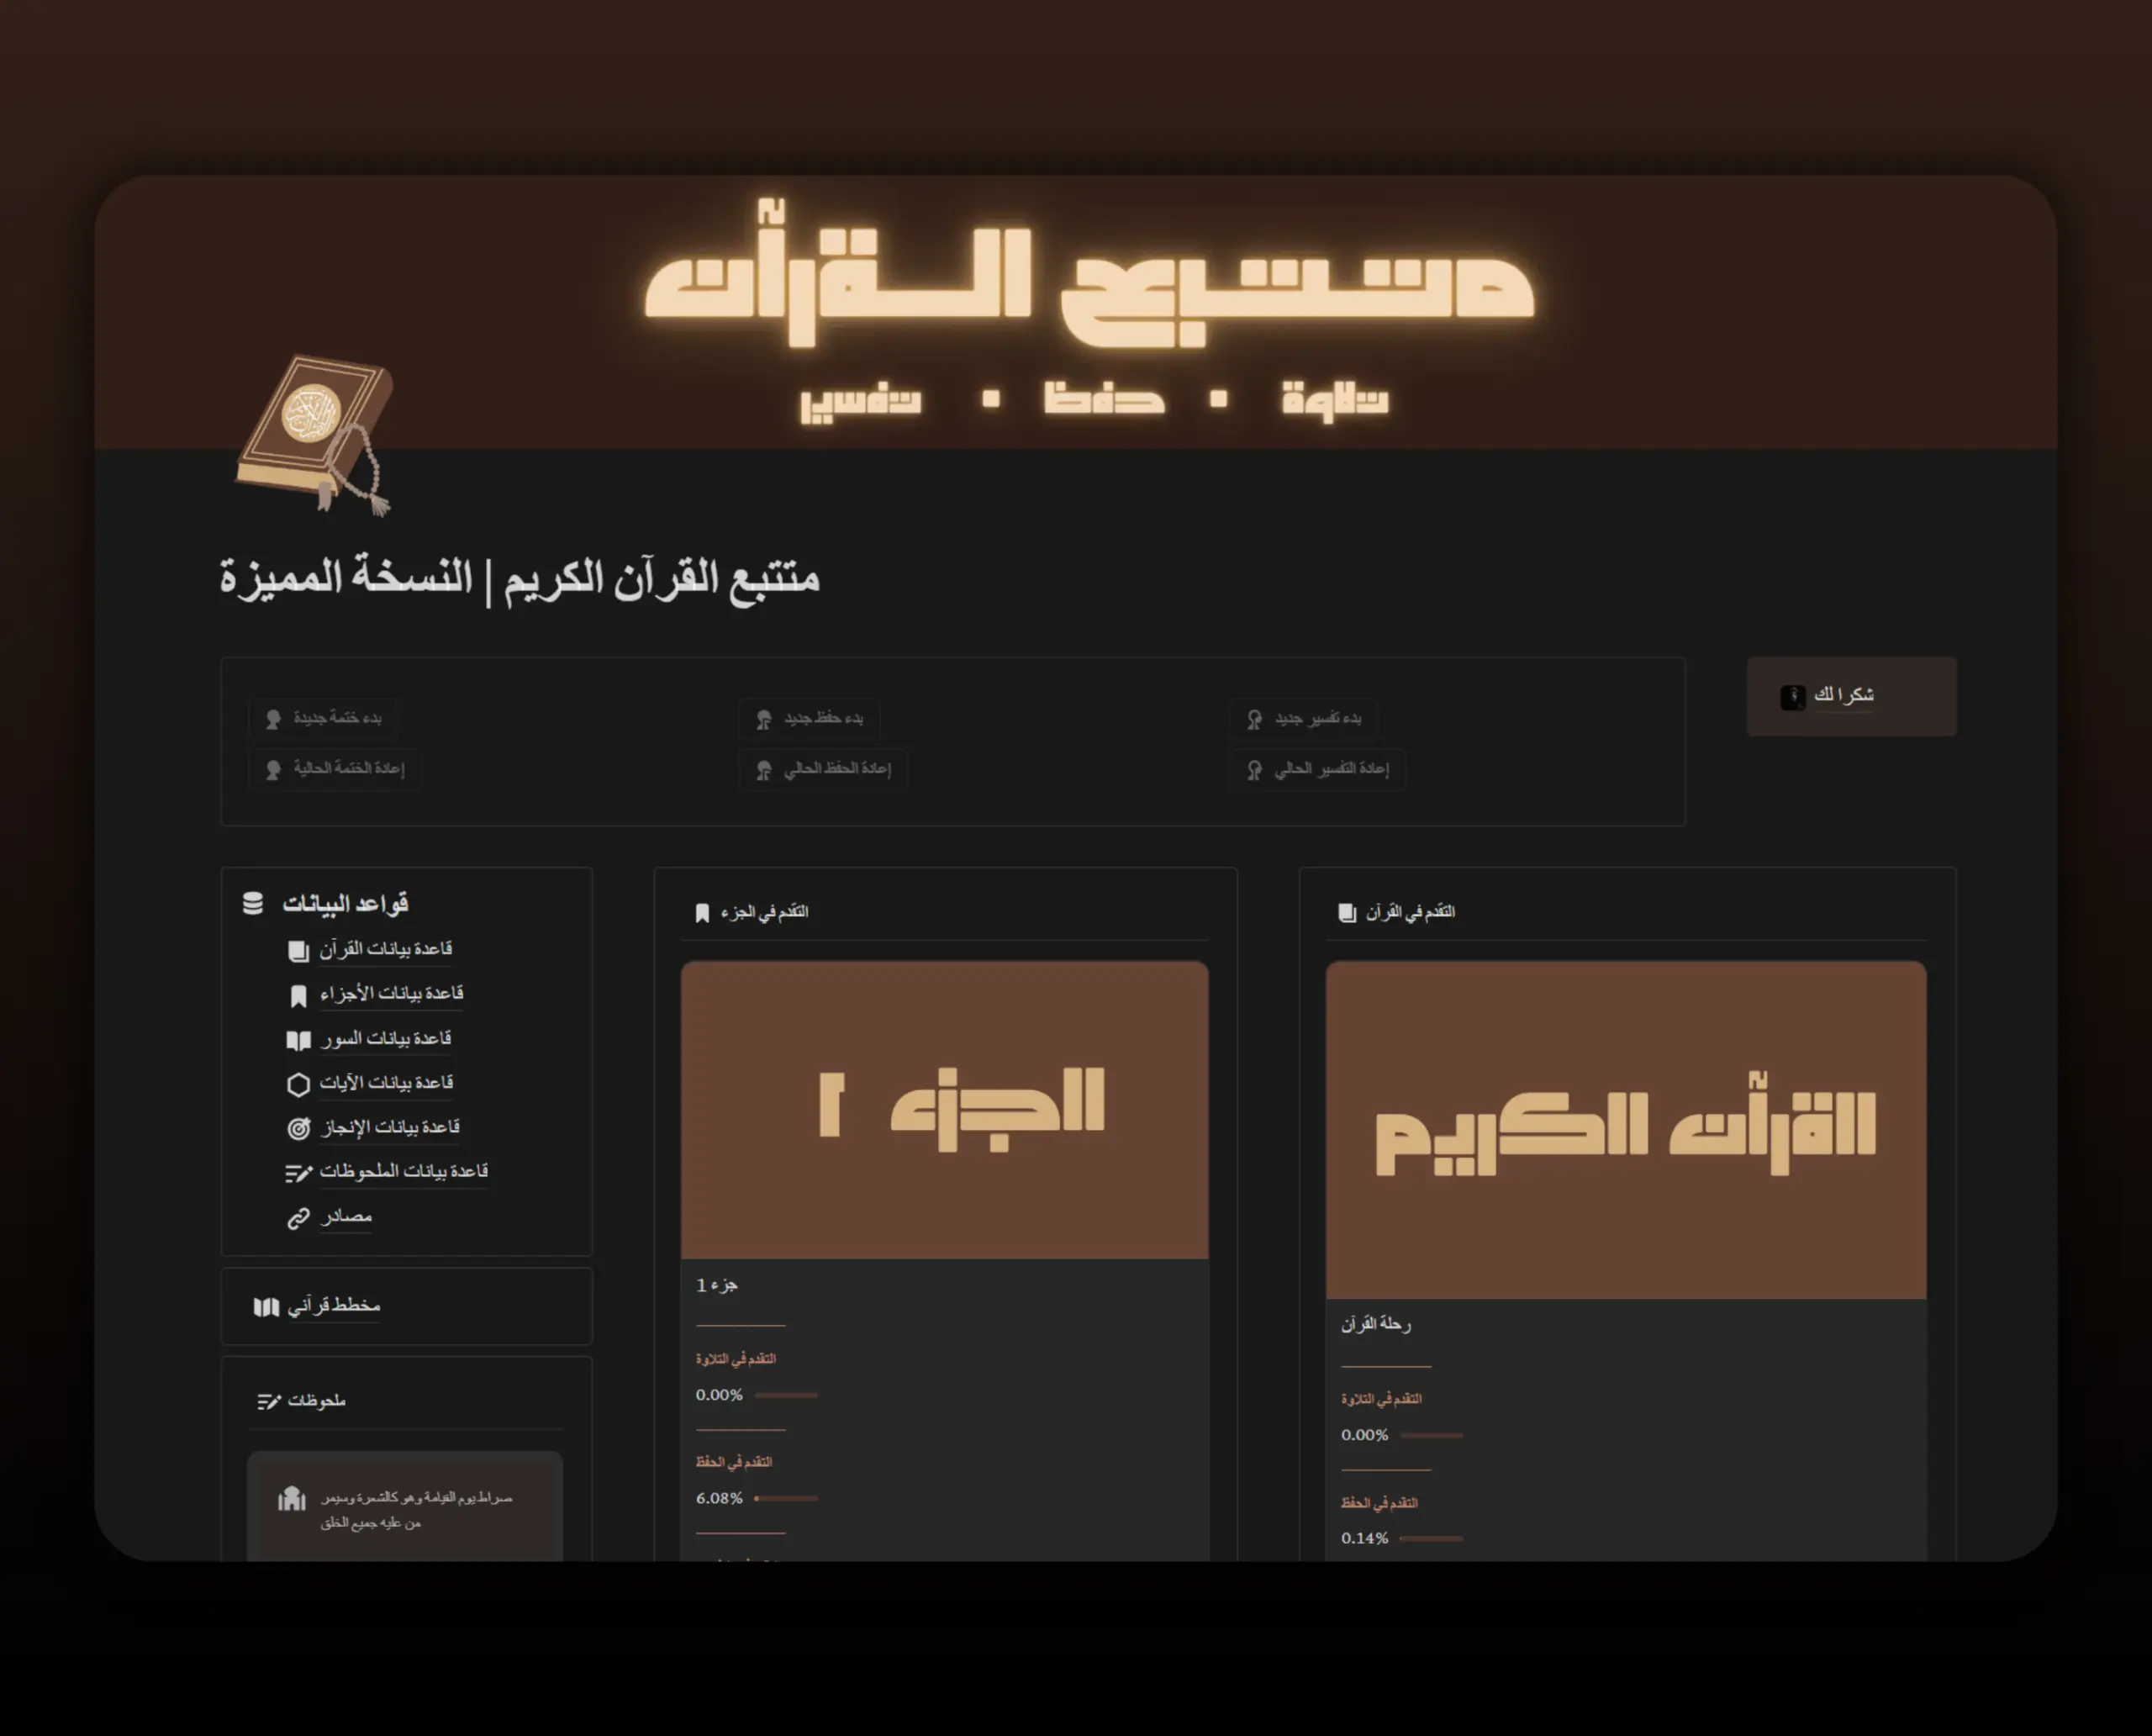 متتبع القرآن
تلاوة · حفظ · تفسير
متتبع القرآن الكريم | النسخة المميزة
بدء ختمة جديدة
إعادة الختمة الحالية
بدء حفظ جديد
إعادة الحفظ الحالي
بدء تفسير جديد
إعادة التفسير الحالي
شكرا لك
قواعد البيانات
قاعدة بيانات القرآن
قاعدة بيانات الأجزاء
قاعدة بيانات السور
قاعدة بيانات الآيات
قاعدة بيانات الإنجاز
قاعدة بيانات الملحوظات
مصادر
مخطط قرآني
ملحوظات
صراط يوم القيامة وهو كالشعرة وسيمر
من عليه جميع الخلق
التقدم في الجزء
الجزء ١
جزء 1
التقدم في التلاوة
0.00%
التقدم في الحفظ
6.08%
التقدم في القرآن
القرآن الكريم
رحلة القرآن
التقدم في التلاوة
0.00%
التقدم في الحفظ
0.14%